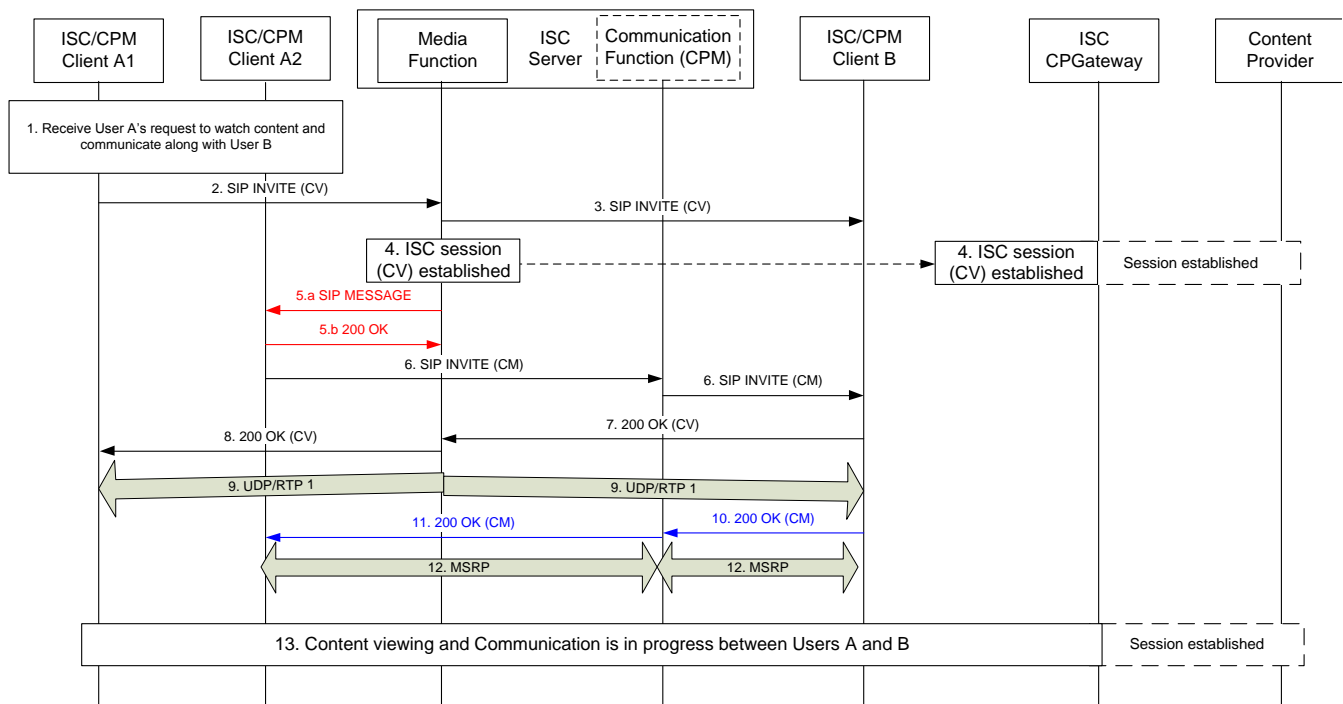 ISC/CPM
Client A1
ISC/CPM
Client A2
Media
Function
ISC
Server
Communication
Function (CPM)
ISC/CPM
Client B
ISC
CPGateway
Content
Provider
1. Receive User A's request to watch content and
communicate along with User B
2. SIP INVITE (CV)
3. SIP INVITE (CV)
4. ISC session
(CV) established
4. ISC session
(CV) established
Session established
5.a SIP MESSAGE
5.b 200 OK
6. SIP INVITE (CM)
6. SIP INVITE (CM)
7. 200 OK (CV)
8. 200 OK (CV)
9. UDP/RTP 1
9. UDP/RTP 1
10. 200 OK (CM)
11. 200 OK (CM)
12. MSRP
12. MSRP
13. Content viewing and Communication is in progress between Users A and B
Session established